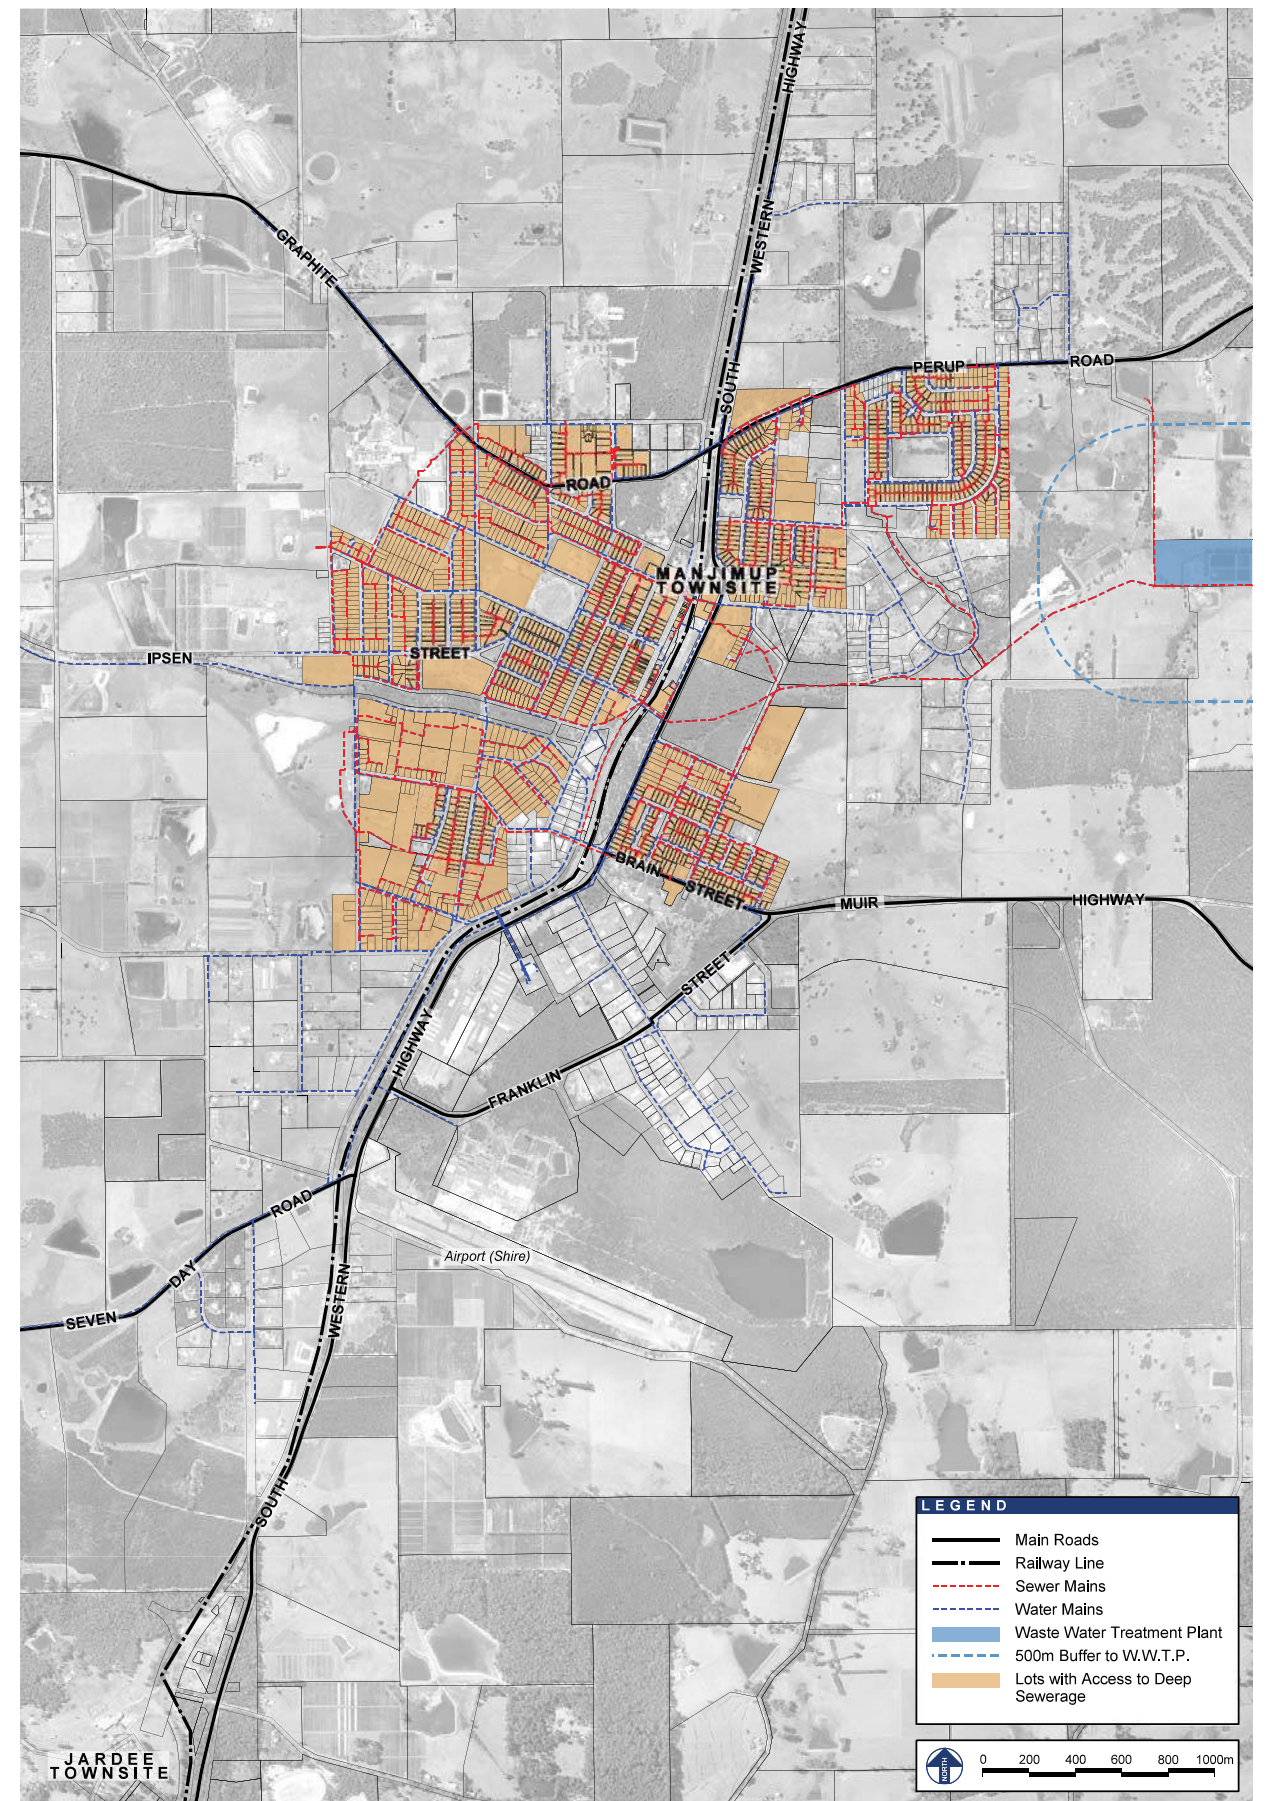 HIGHWAY
WESTERN
GRAPHITE
SOUTH
PERUP
ROAD
ROAD
MANJIMUP
TOWNSITE
IPSEN
STREET
BRAIN
STREET
MUIR
HIGHWAY
STREET
HIGHWAY
FRANKLIN
ROAD
Airport (Shire)
DAY
SEVEN
WESTERN
SOUTH
JARDEE
TOWNSITE
LEGEND
Main Roads
Railway Line
Sewer Mains
Water Mains
Waste Water Treatment Plant
500m Buffer to W.W.T.P.
Lots with Access to Deep
Sewerage
NORTH
0 200 400 600 800 1000m